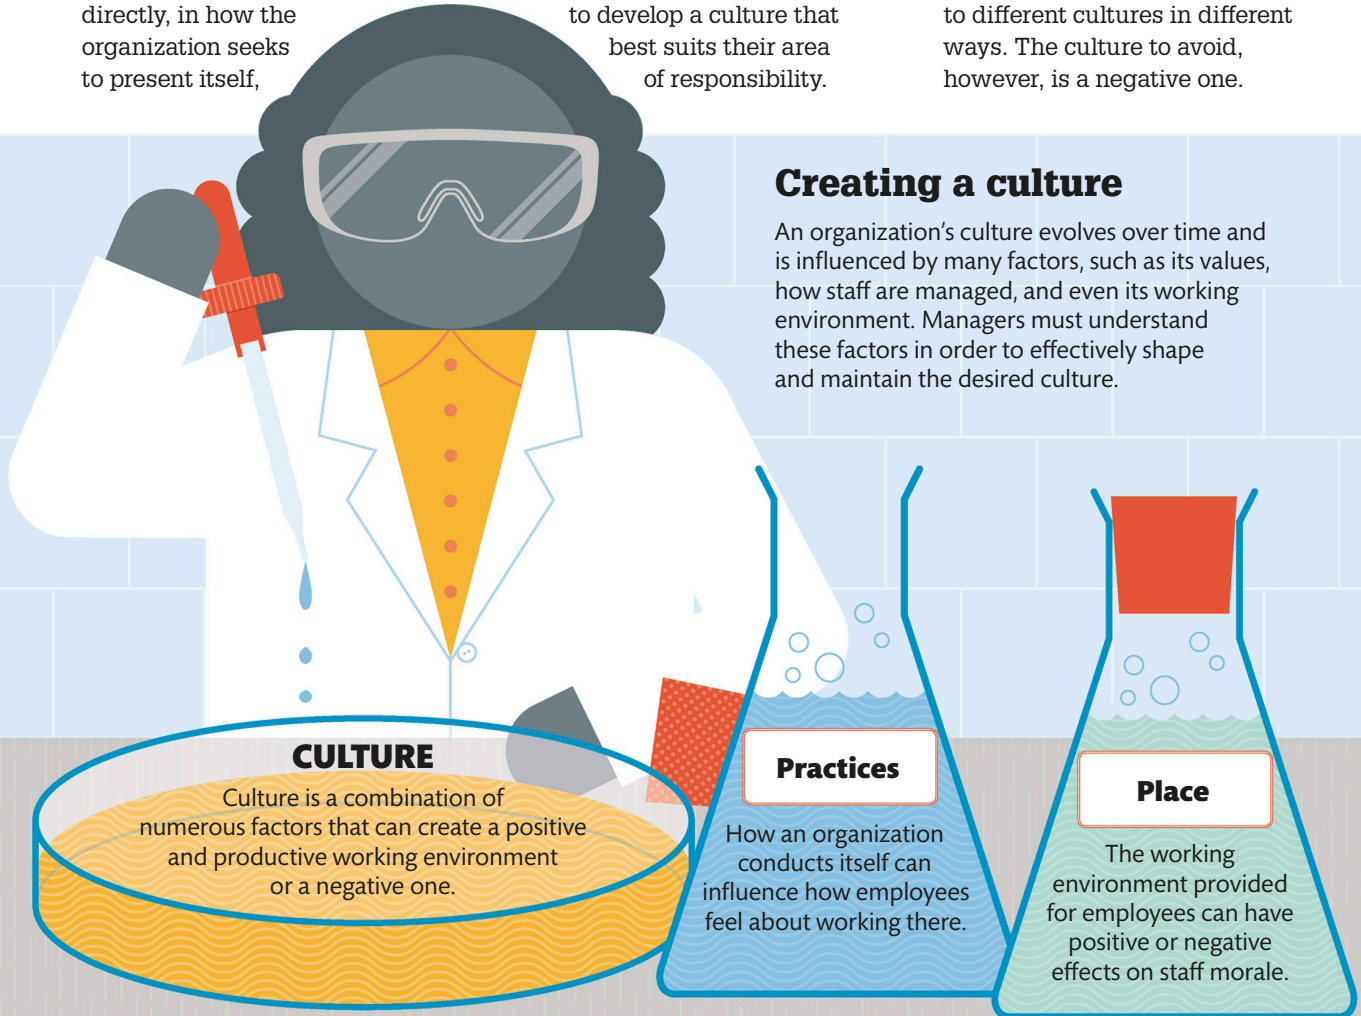 directly, in how the
organization seeks
to present itself,
to develop a culture that
best suits their area
of responsibility.
to different cultures in different
ways. The culture to avoid,
however, is a negative one.
Creating a culture
An organization’s culture evolves over time and
is influenced by many factors, such as its values,
how staff are managed, and even its working
environment. Managers must understand
these factors in order to effectively shape
and maintain the desired culture.
CULTURE
Culture is a combination of
numerous factors that can create a positive
and productive working environment
or a negative one.
Practices
How an organization
conducts itself can
influence how employees
feel about working there.
Place
The working
environment provided
for employees can have
positive or negative
effects on staff morale.